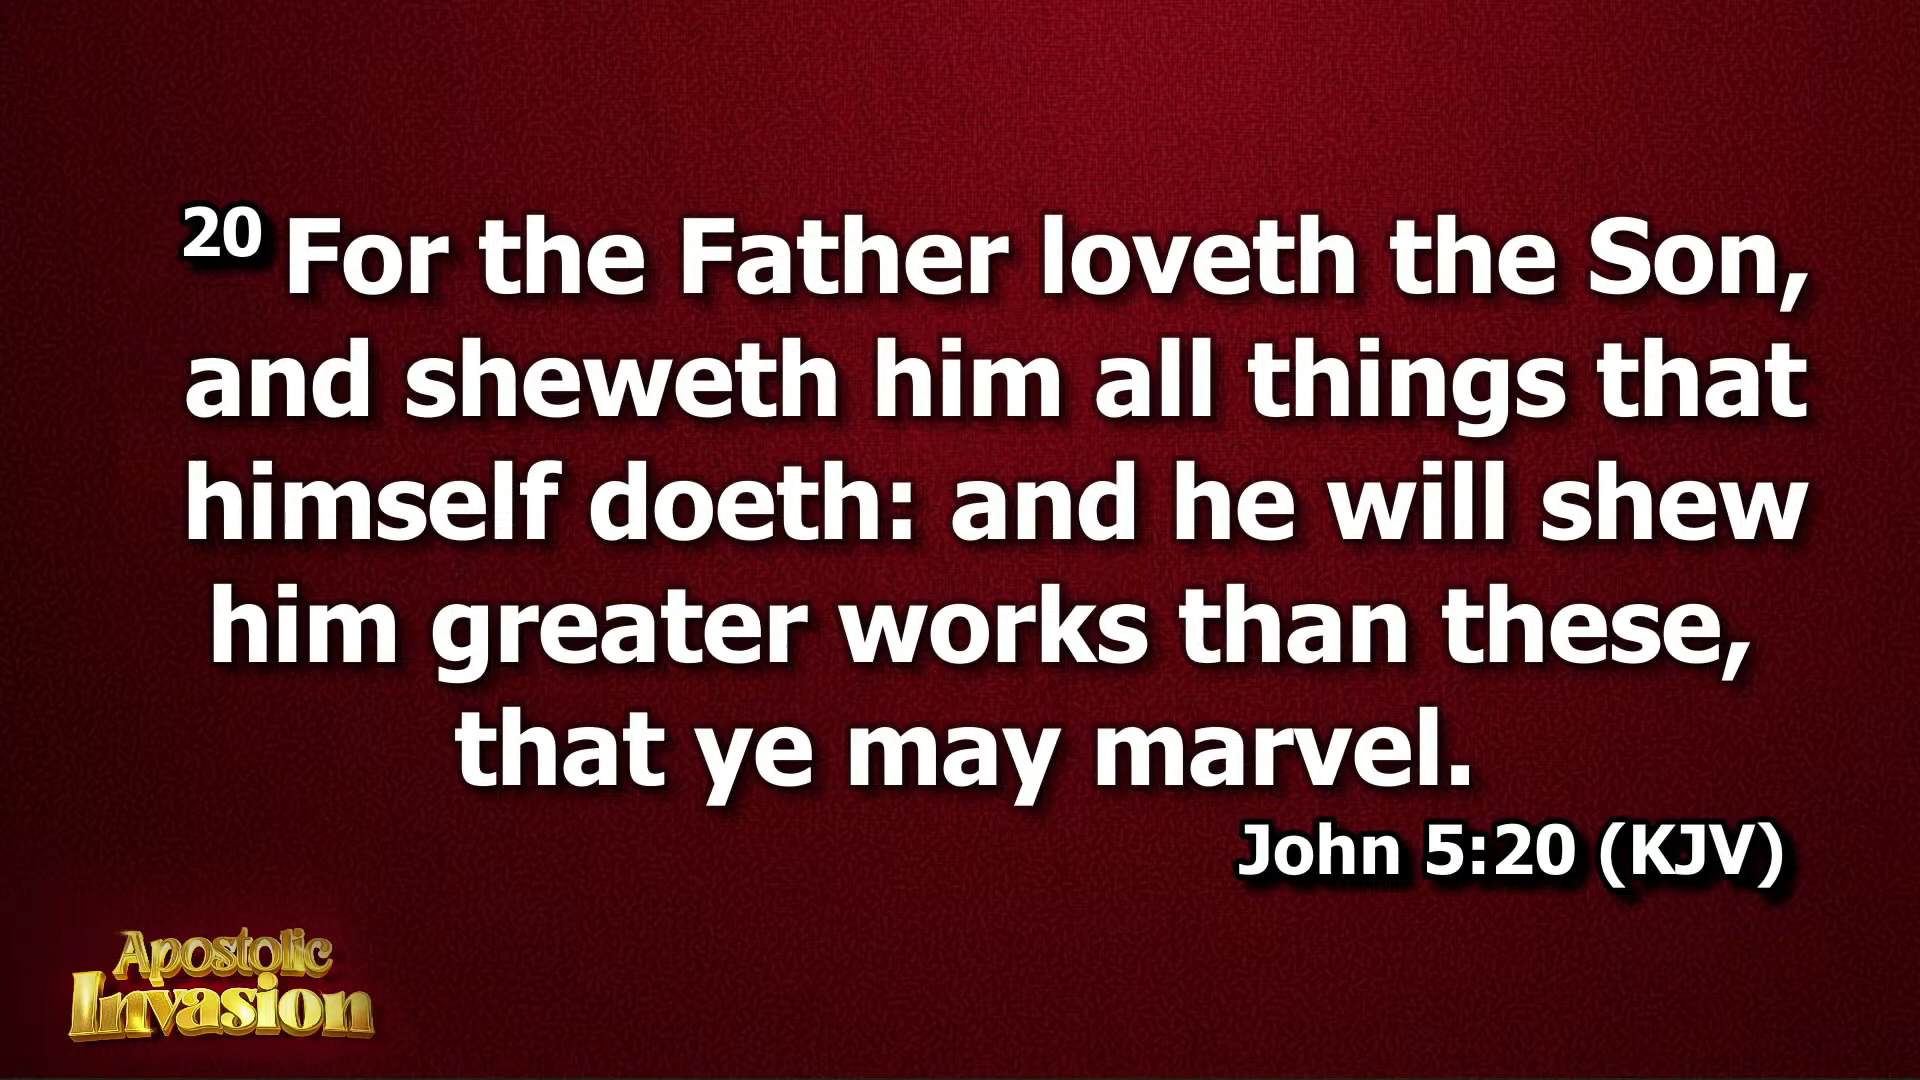 20 For the Father loveth the Son,
and sheweth him all things that
himself doeth: and he will shew
him greater works than these,
that ye may marvel.
John 5:20 (KJV)
Apostolic
Invasion